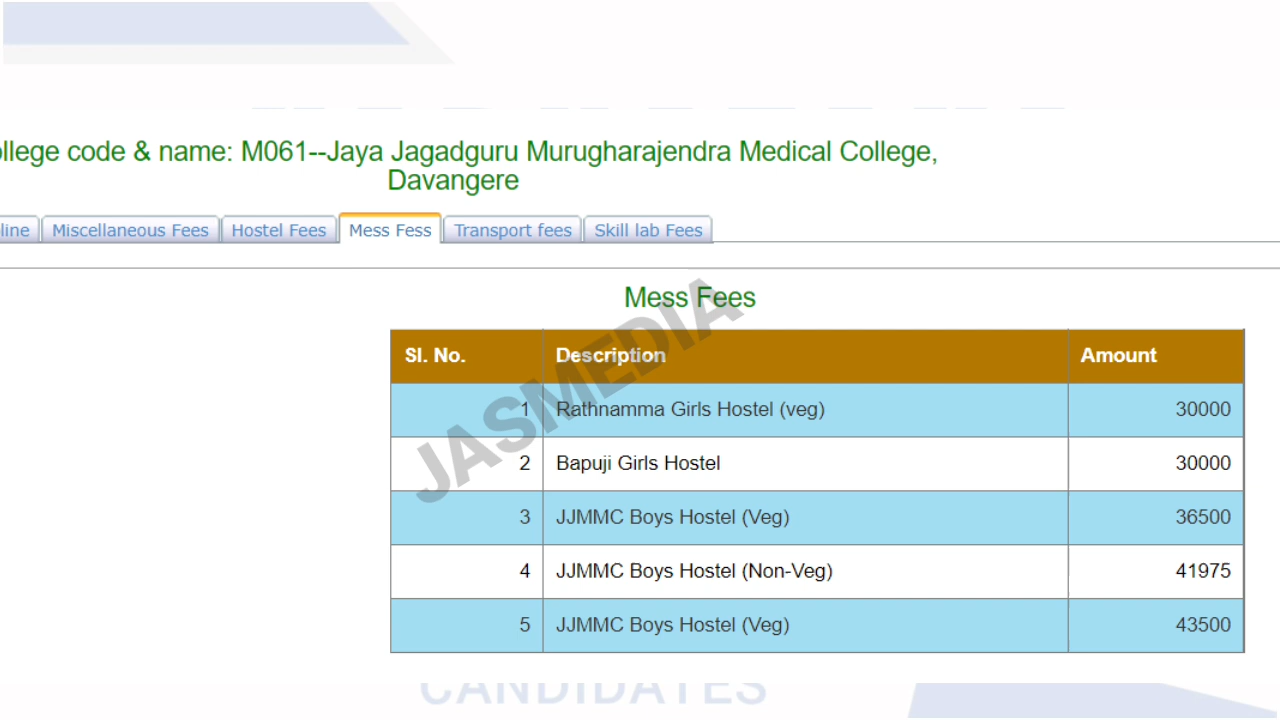 llege code & name: M061--Jaya Jagadguru Murugharajendra Medical College,
Davangere
line Miscellaneous Fees Hostel Fees Mess Fess Transport fees Skill lab Fees
Mess Fees
Sl. No. Description Amount
1 Rathnamma Girls Hostel (veg) 30000
2 Bapuji Girls Hostel 30000
3 JJMMC Boys Hostel (Veg) 36500
4 JJMMC Boys Hostel (Non-Veg) 41975
5 JJMMC Boys Hostel (Veg) 43500
JASMEDIA
CANDIDATES